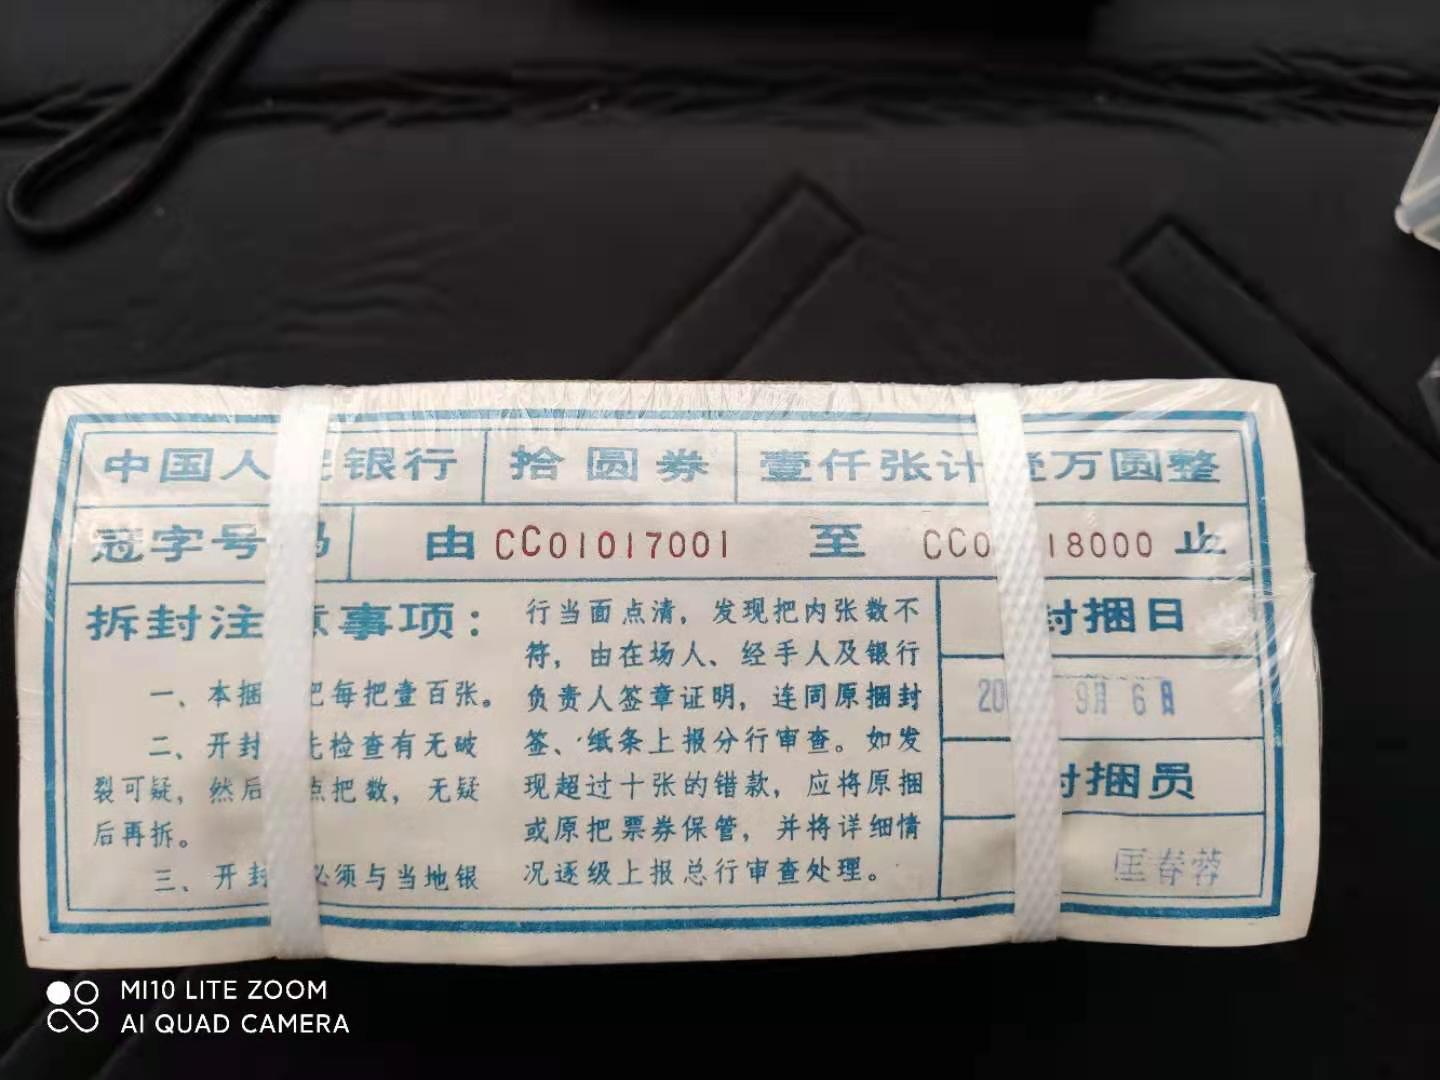 中国人 银行 拾圆券 壹仟张计 万圆整
冠字号 由 CC01017001 至 CC0 18000 止
拆封注意事项：
一、本捆 把每把壹百张。
二、开封 先检查有无破
裂可疑，然后 点把数，无疑
后再拆。
三、开封 必须与当地银
行当面点清，发现把内张数不
符，由在场人、经手人及银行
负责人签章证明，连同原捆封
签、纸条上报分行审查。如发
现超过十张的错款，应将原捆
或原把票券保管，并将详细情
况逐级上报总行审查处理。
封捆日
20 9月6日
封捆员
匡春蓉
MI10 LITE ZOOM
AI QUAD CAMERA